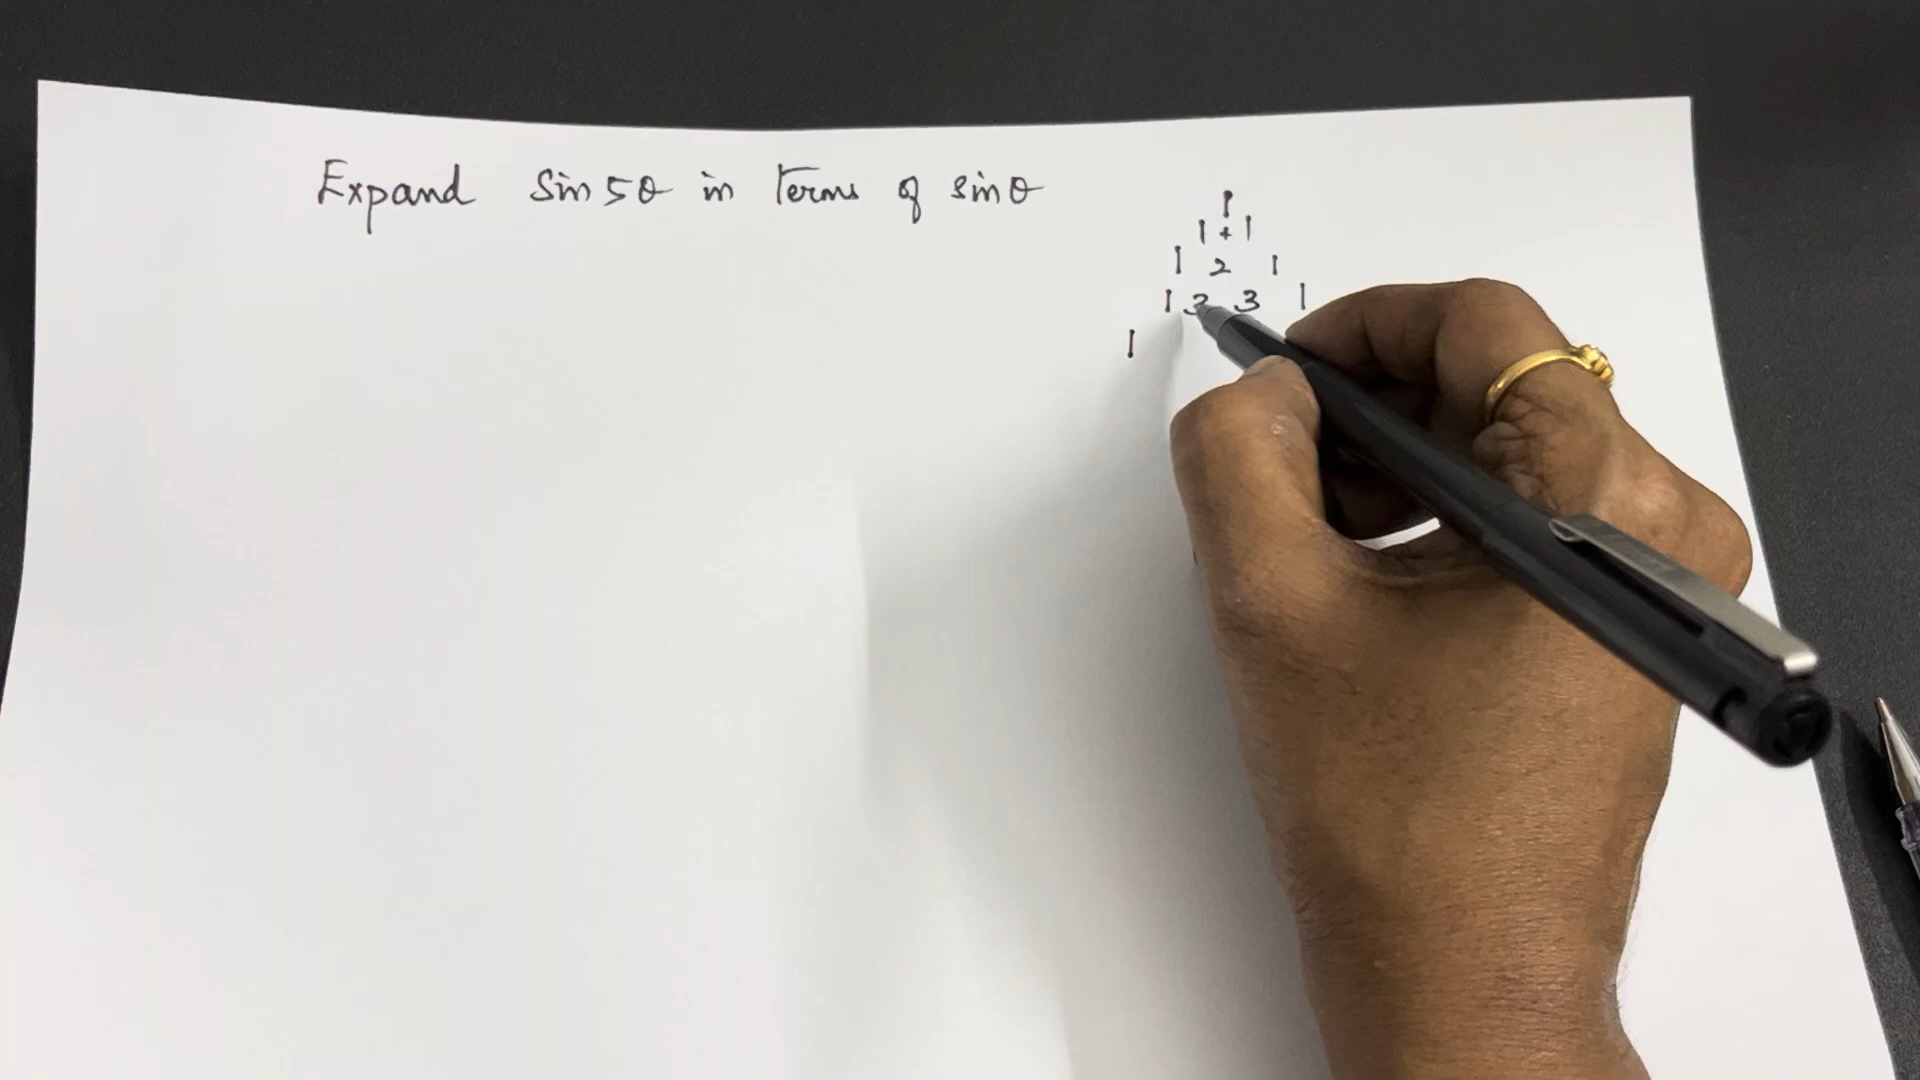 Expand sin 5θ in terms of sin θ
1
1 + 1
1 2 1
1 3 3 1
1